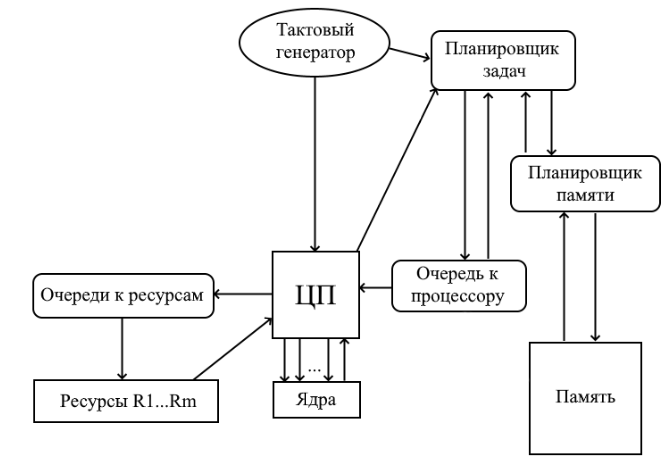 Тактовый
генератор
Планировщик
задач
Планировщик
памяти
Очередь к
процессору
ЦП
Очереди к ресурсам
Ресурсы R1...Rm
...
Ядра
Память